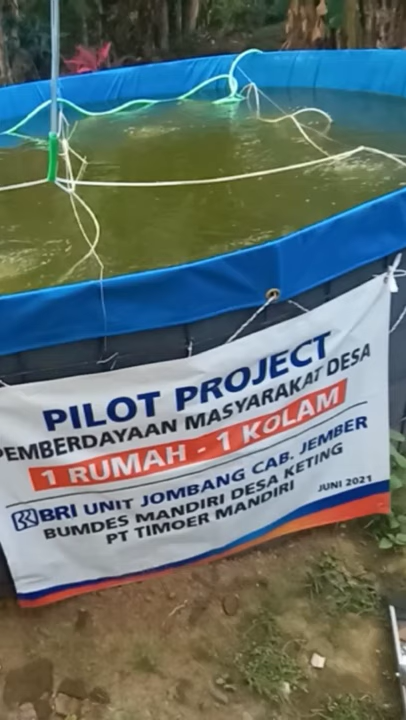 PILOT PROJECT
PEMBERDAYAAN MASYARAKAT DESA
1 RUMAH - 1 KOLAM
BRI UNIT JOMBANG CAB. JEMBER
BUMDES MANDIRI DESA KETING
PT TIMOER MANDIRI
JUNI 2021